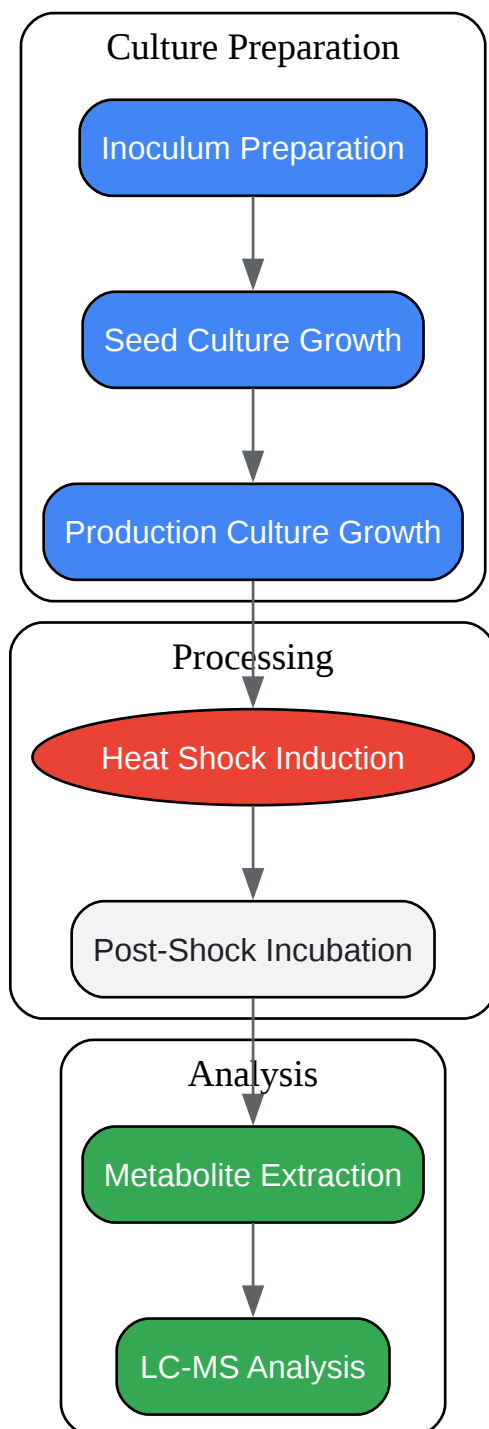 Culture Preparation
Inoculum Preparation
Seed Culture Growth
Production Culture Growth
Processing
Heat Shock Induction
Post-Shock Incubation
Analysis
Metabolite Extraction
LC-MS Analysis